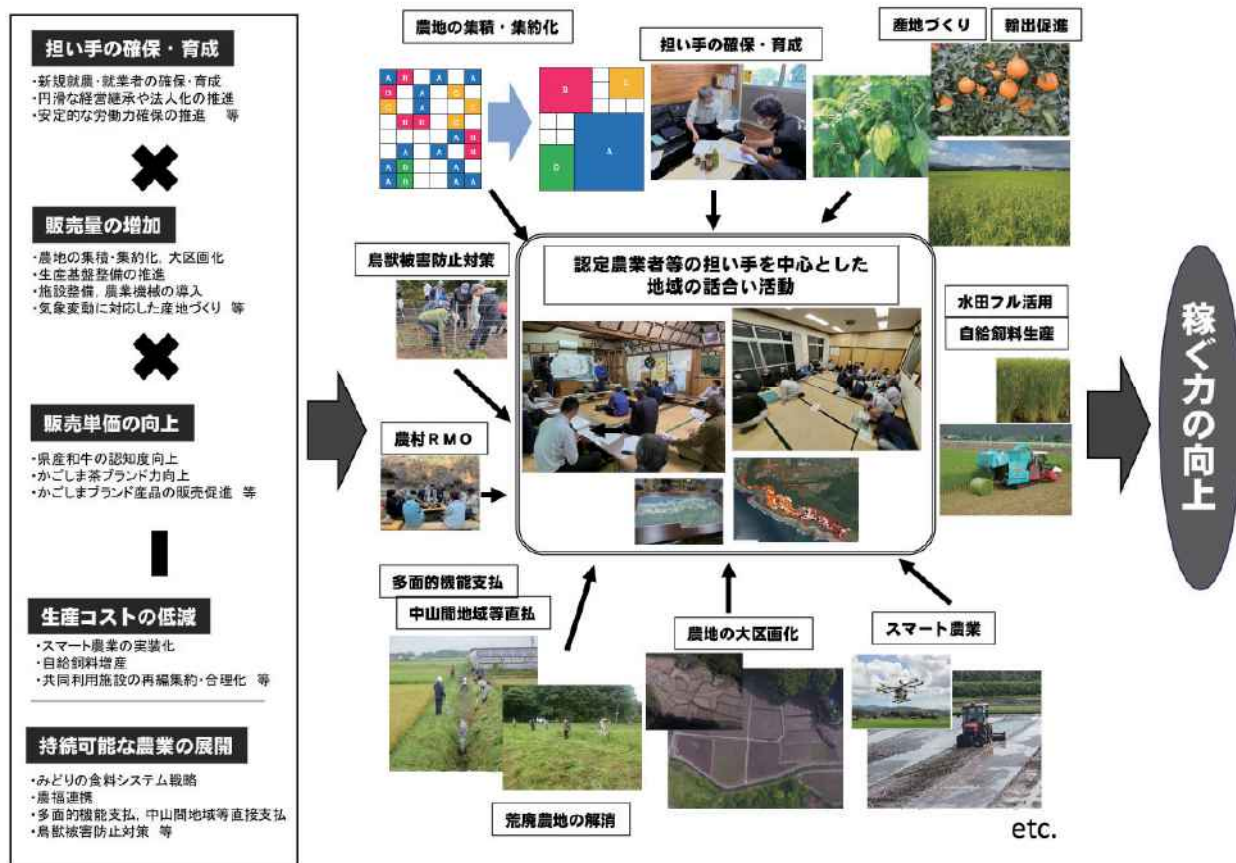 担い手の確保・育成
・新規就農・就業者の確保・育成
・円滑な経営継承や法人化の推進
・安定的な労働力確保の推進 等
販売量の増加
・農地の集積・集約化，大区画化
・生産基盤整備の推進
・施設整備，農業機械の導入
・気象変動に対応した産地づくり 等
販売単価の向上
・県産和牛の認知度向上
・かごしま茶ブランド力向上
・かごしまブランド産品の販売促進 等
生産コストの低減
・スマート農業の実装化
・自給飼料増産
・共同利用施設の再編集約・合理化 等
持続可能な農業の展開
・みどりの食料システム戦略
・農福連携
・多面的機能支払，中山間地域等直接支払
・鳥獣被害防止対策 等
農地の集積・集約化
担い手の確保・育成
産地づくり
輸出促進
鳥獣被害防止対策
認定農業者等の担い手を中心とした
地域の話合い活動
水田フル活用
自給飼料生産
農村ＲＭＯ
多面的機能支払
中山間地域等直払
荒廃農地の解消
農地の大区画化
スマート農業
etc.
稼ぐ力の向上